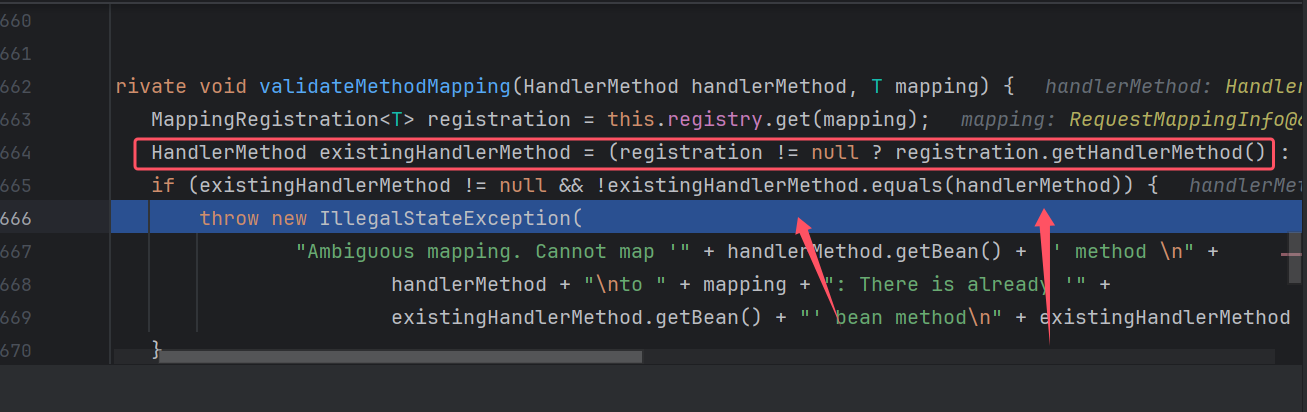 660
661
662 rivate void validateMethodMapping(HandlerMethod handlerMethod, T mapping) { handlerMethod: Handler
663 MappingRegistration<T> registration = this.registry.get(mapping); mapping: RequestMappingInfo@
664 HandlerMethod existingHandlerMethod = (registration != null ? registration.getHandlerMethod() :
665 if (existingHandlerMethod != null && !existingHandlerMethod.equals(handlerMethod)) { handlerMet
666 throw new IllegalStateException(
667 "Ambiguous mapping. Cannot map '" + handlerMethod.getBean() + "' method \n" +
668 handlerMethod + "\nto " + mapping + ": There is already '" +
669 existingHandlerMethod.getBean() + "' bean method\n" + existingHandlerMethod
670 }